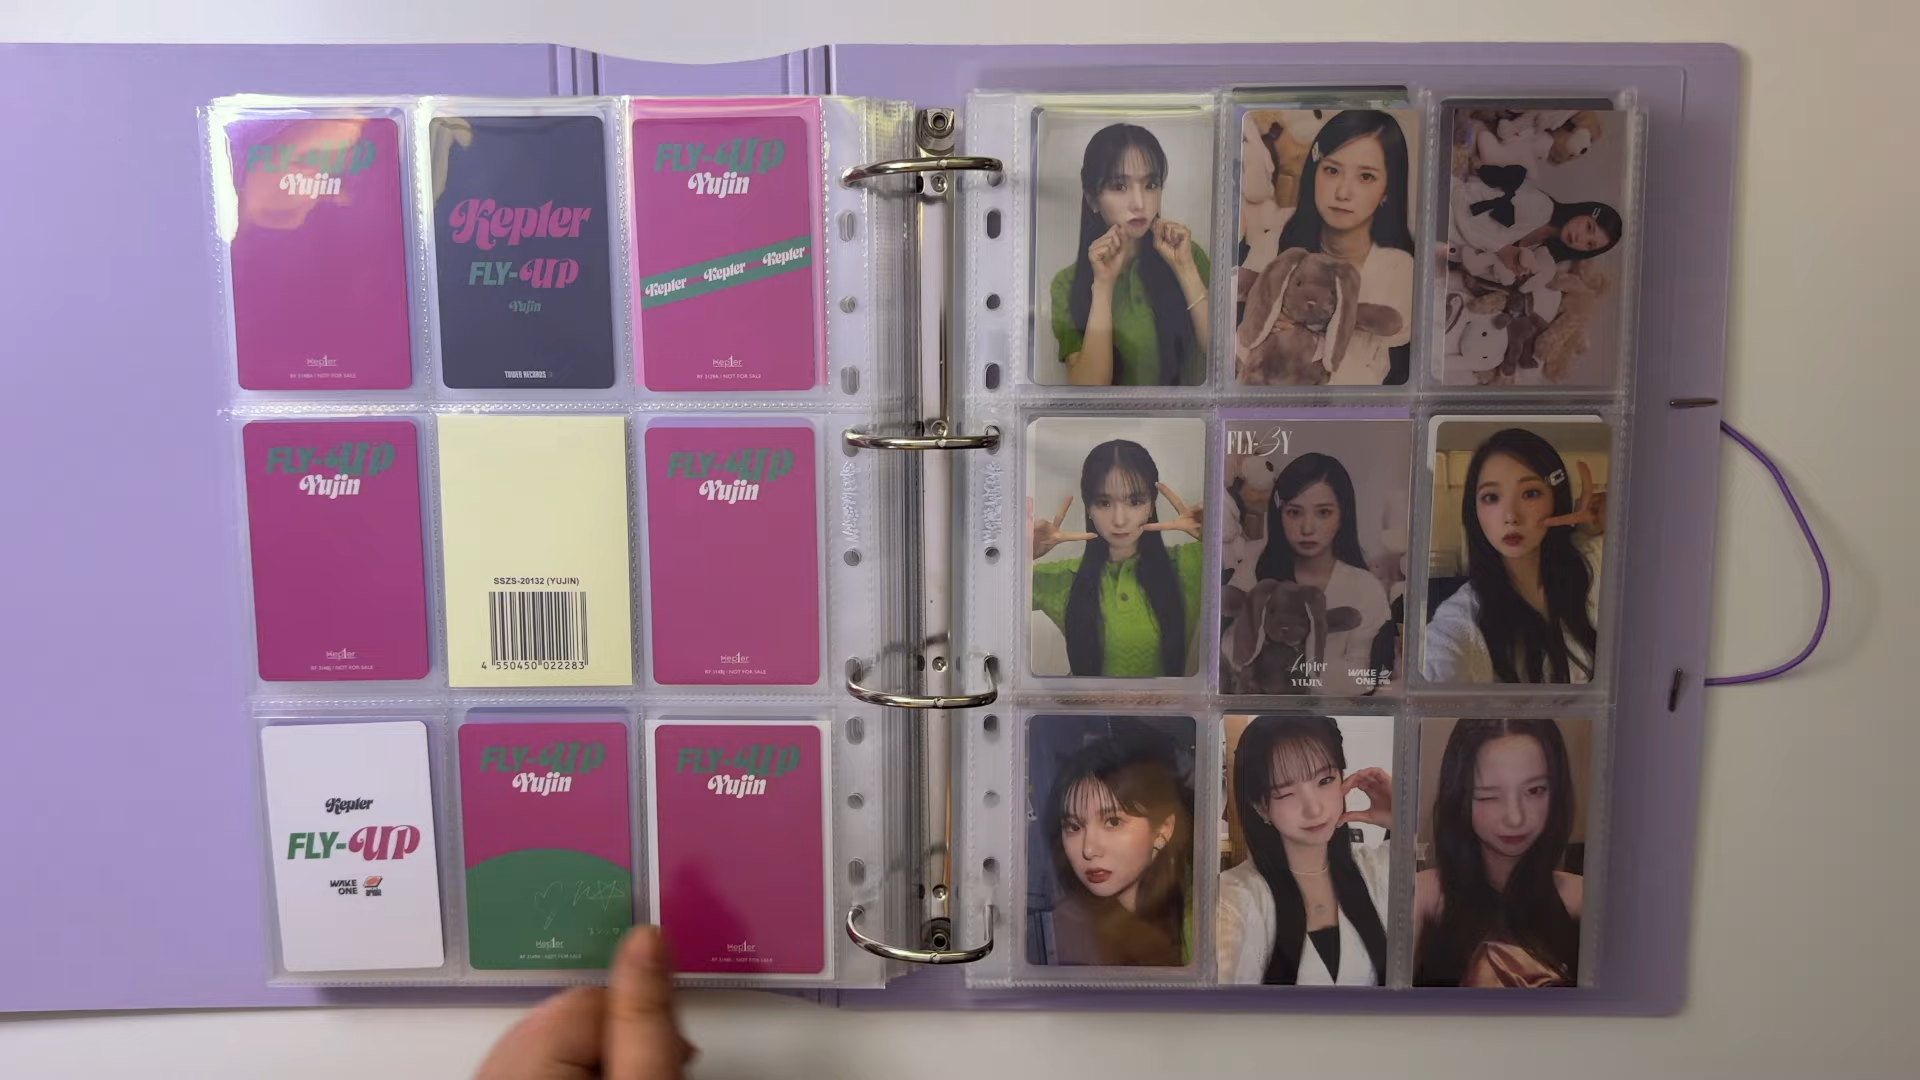 FLY-UP
Yujin
Kep1er
Kep1er
FLY-UP
Yujin
TOWER RECORDS
FLY-UP
Yujin
Kep1er Kep1er Kep1er
Kep1er
FLY-UP
Yujin
Kep1er
SSZS-20132 (YUJIN)
4 550450 022283
FLY-UP
Yujin
Kep1er
Kep1er
FLY-UP
WAKE
ONE
FLY-UP
Yujin
Kep1er
FLY-UP
Yujin
Kep1er
FLY-BY
Kep1er
YUJIN
WAKE
ONE